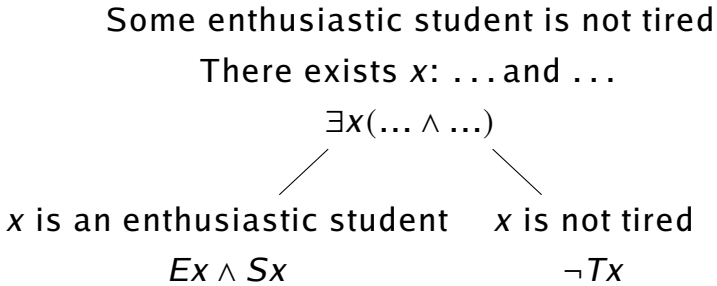 Some enthusiastic student is not tired
There exists x: ... and ...
∃x(... ∧ ...)
x is an enthusiastic student x is not tired
Ex ∧ Sx ¬Tx